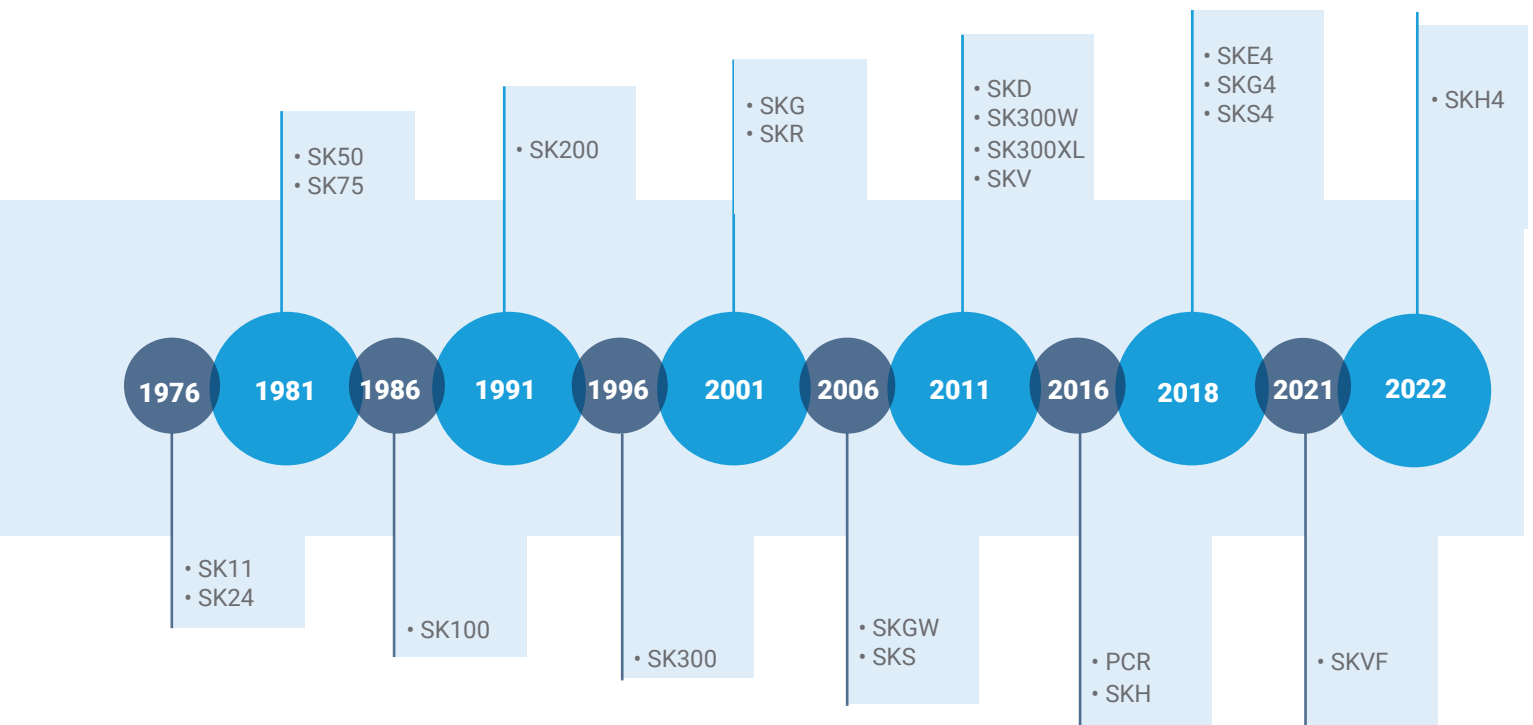 • SKE4
• SKG4
• SKS4
• SKH4
• SKD
• SK300W
• SK300XL
• SKV
• SKG
• SKR
• SK200
• SK50
• SK75
1976
1981
1986
1991
1996
2001
2006
2011
2016
2018
2021
2022
• SK11
• SK24
• SK100
• SK300
• SKGW
• SKS
• PCR
• SKH
• SKVF